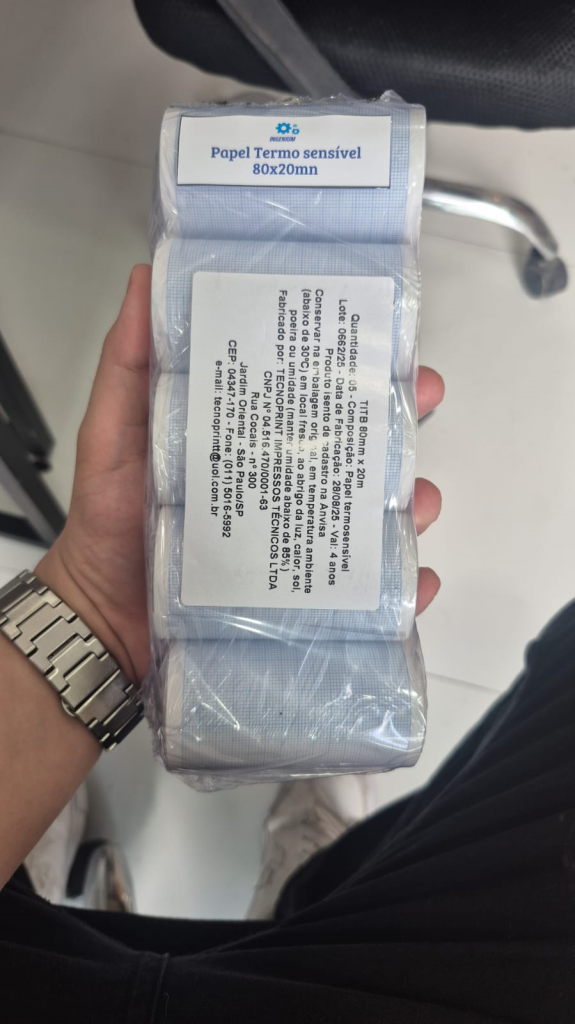 INGENIUM
Papel Termo sensível
80x20mn
TITB 80mm x 20m
Quantidade: 05 - Composição: Papel termosensível
Lote: 0662/25 - Data de Fabricação: 28/08/25 - Val: 4 anos
Produto isento de cadastro na Anvisa
Conservar na embalagem original, em temperatura ambiente
(abaixo de 30ºC) em local fresco, ao abrigo da luz, calor, sol,
poeira ou umidade (manter umidade abaixo de 85%)
Fabricado por: TECNOPRINT IMPRESSOS TÉCNICOS LTDA
CNPJ Nº 04.516.470/0001-63
Rua Cocais - nº 300
Jardim Oriental - São Paulo/SP
CEP: 04347-170 - Fone: (011) 5016-5992
e-mail: tecnoprintt@uol.com.br